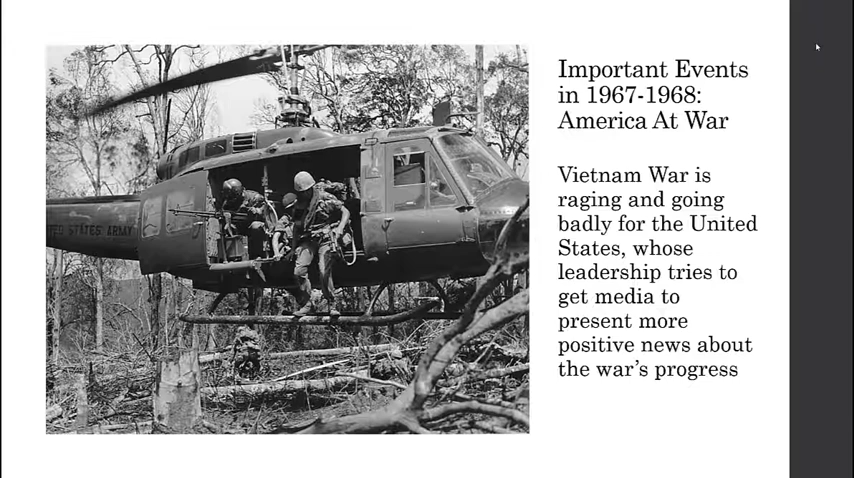 Important Events
in 1967-1968:
America At War
Vietnam War is
raging and going
badly for the United
States, whose
leadership tries to
get media to
present more
positive news about
the war's progress
STATES ARMY